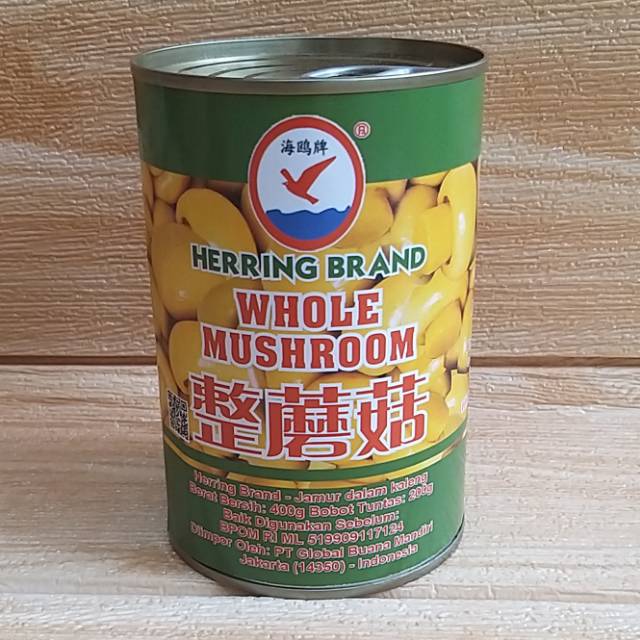 海鸥牌
®
HERRING BRAND
WHOLE
MUSHROOM
整蘑菇
Herring Brand - Jamur dalam kaleng
Berat Bersih: 400g Bobot Tuntas: 200g
Baik Digunakan Sebelum:
BPOM RI ML 519909117124
Diimpor Oleh: PT Global Buana Mandiri
Jakarta (14350) - Indonesia